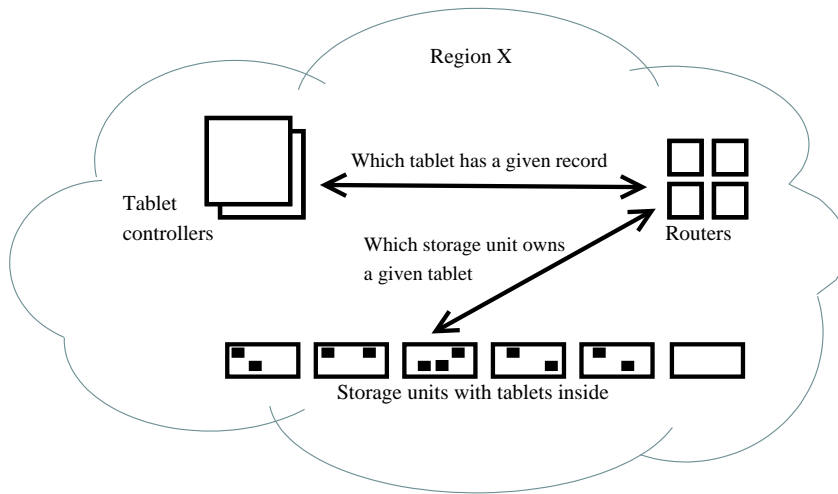 Region X
Which tablet has a given record
Tablet
controllers
Routers
Which storage unit owns
a given tablet
Storage units with tablets inside